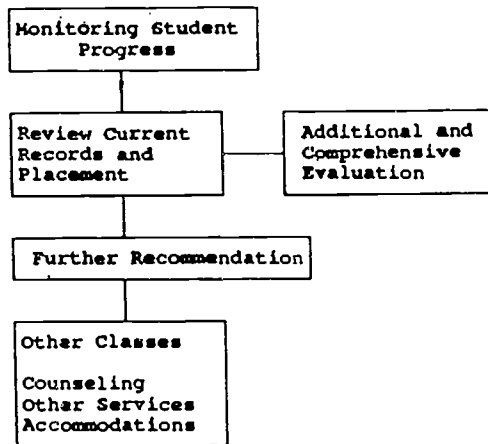 Monitoring Student
Progress
Review Current
Records and
Placement
Additional and
Comprehensive
Evaluation
Further Recommendation
Other Classes
Counseling
Other Services
Accommodations